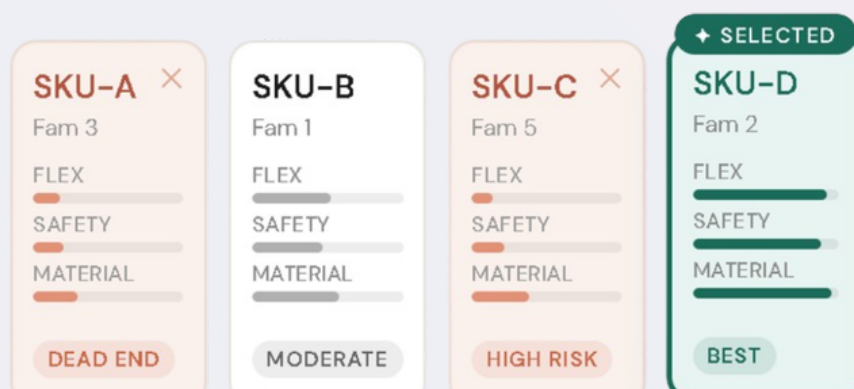 SKU-A
Fam 3
FLEX
SAFETY
MATERIAL
DEAD END
SKU-B
Fam 1
FLEX
SAFETY
MATERIAL
MODERATE
SKU-C
Fam 5
FLEX
SAFETY
MATERIAL
HIGH RISK
SELECTED
SKU-D
Fam 2
FLEX
SAFETY
MATERIAL
BEST